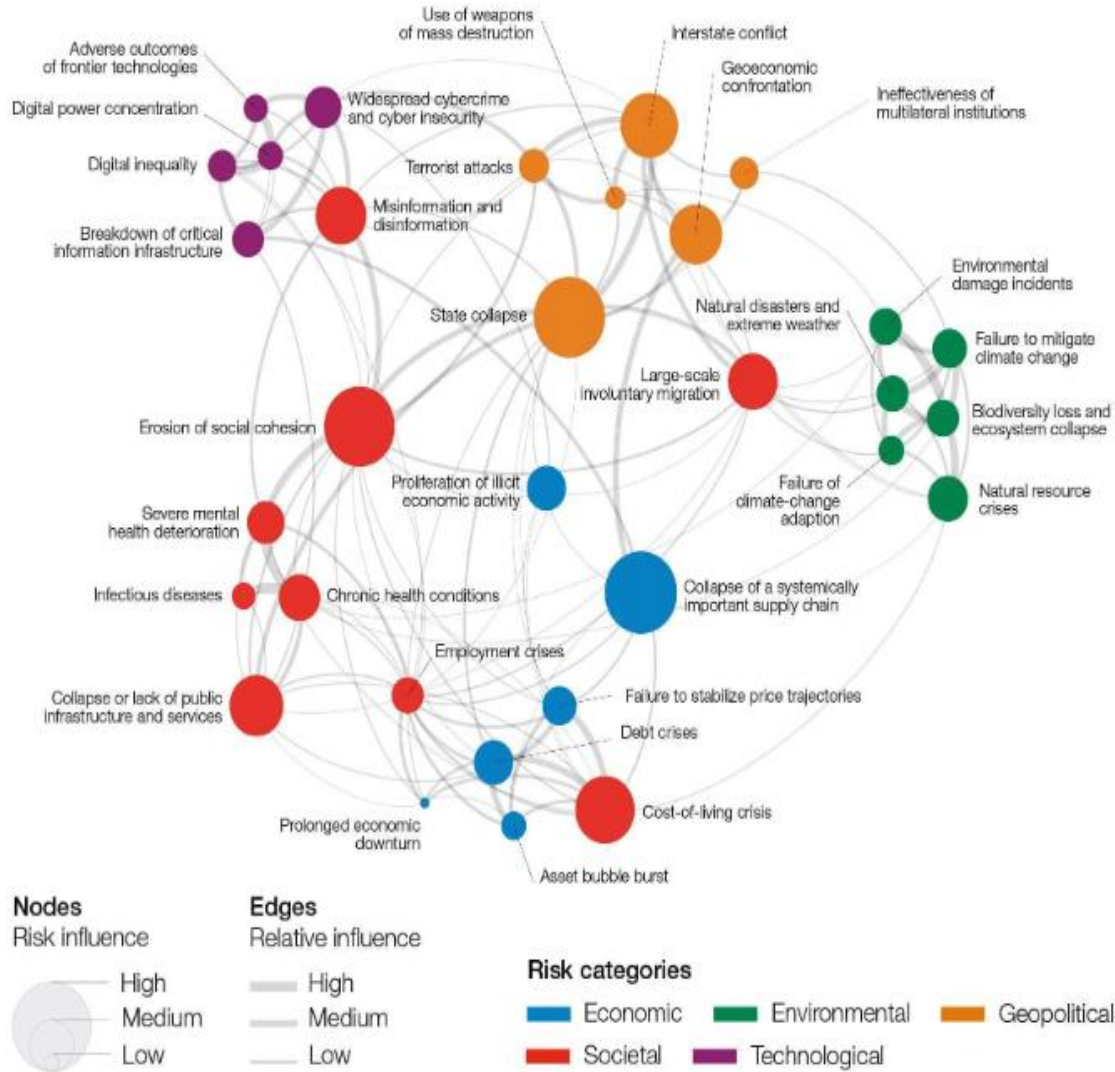 Use of weapons
of mass destruction
Interstate conflict
Adverse outcomes
of frontier technologies
Geoeconomic
confrontation
Digital power concentration
Widespread cybercrime
and cyber insecurity
Ineffectiveness of
multilateral institutions
Digital inequality
Terrorist attacks
Misinformation and
disinformation
Breakdown of critical
information infrastructure
Environmental
damage incidents
State collapse
Natural disasters and
extreme weather
Failure to mitigate
climate change
Large-scale
involuntary migration
Erosion of social cohesion
Biodiversity loss and
ecosystem collapse
Proliferation of illicit
economic activity
Failure of
climate-change
adaption
Natural resource
crises
Severe mental
health deterioration
Infectious diseases
Chronic health conditions
Collapse of a systemically
important supply chain
Employment crises
Collapse or lack of public
infrastructure and services
Failure to stabilize price trajectories
Debt crises
Prolonged economic
downturn
Cost-of-living crisis
Asset bubble burst
Nodes
Risk influence
High
Medium
Low
Edges
Relative influence
High
Medium
Low
Risk categories
Economic
Environmental
Geopolitical
Societal
Technological